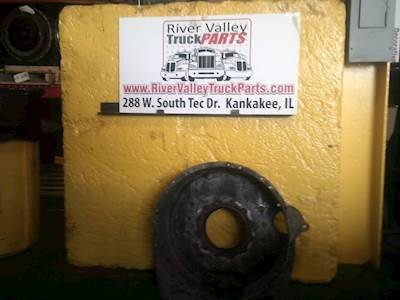 River Valley
TruckPARTS
www.RiverValleyTruckParts.com
288 W. South Tec Dr. Kankakee, IL